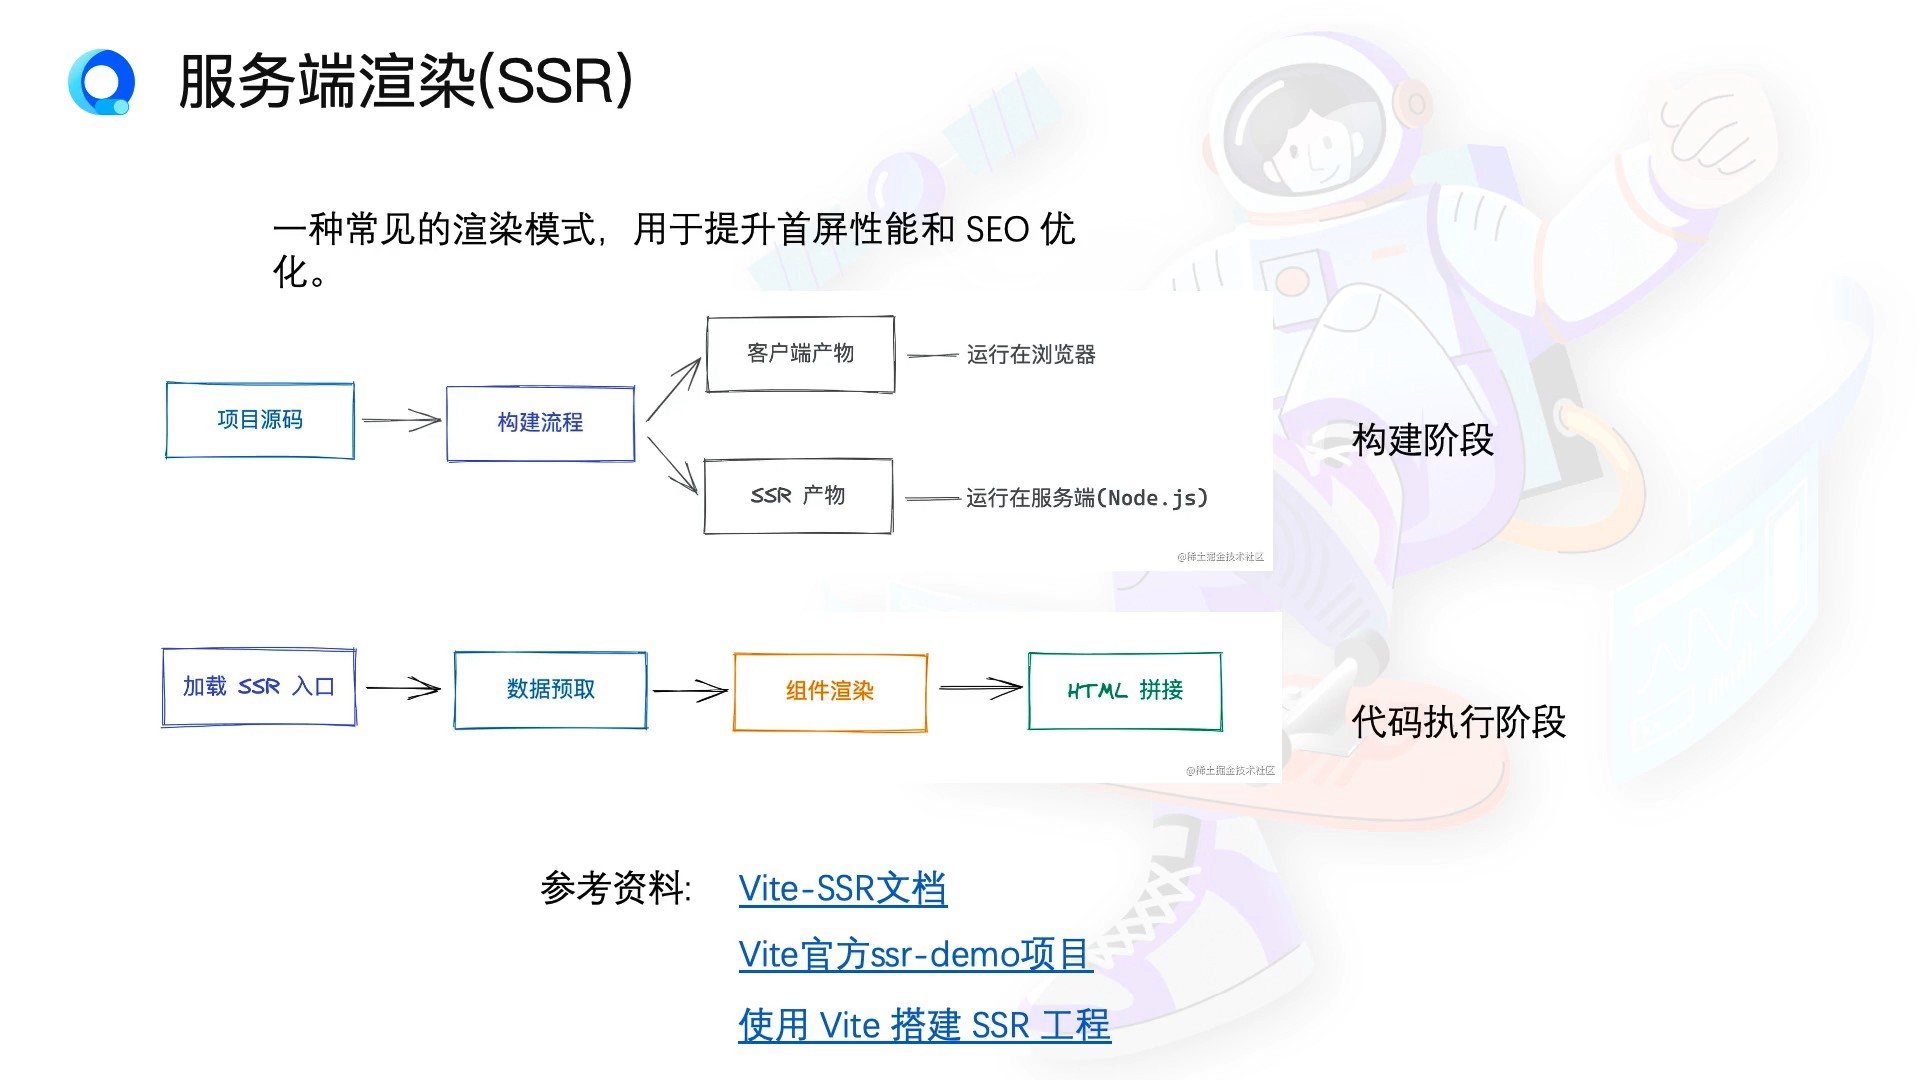 服务端渲染(SSR)
一种常见的渲染模式，用于提升首屏性能和 SEO 优
化。
客户端产物
运行在浏览器
项目源码
构建流程
构建阶段
SSR 产物
运行在服务端(Node.js)
@稀土掘金技术社区
加载 SSR 入口
数据预取
组件渲染
HTML 拼接
代码执行阶段
@稀土掘金技术社区
参考资料:
Vite-SSR文档
Vite官方ssr-demo项目
使用 Vite 搭建 SSR 工程